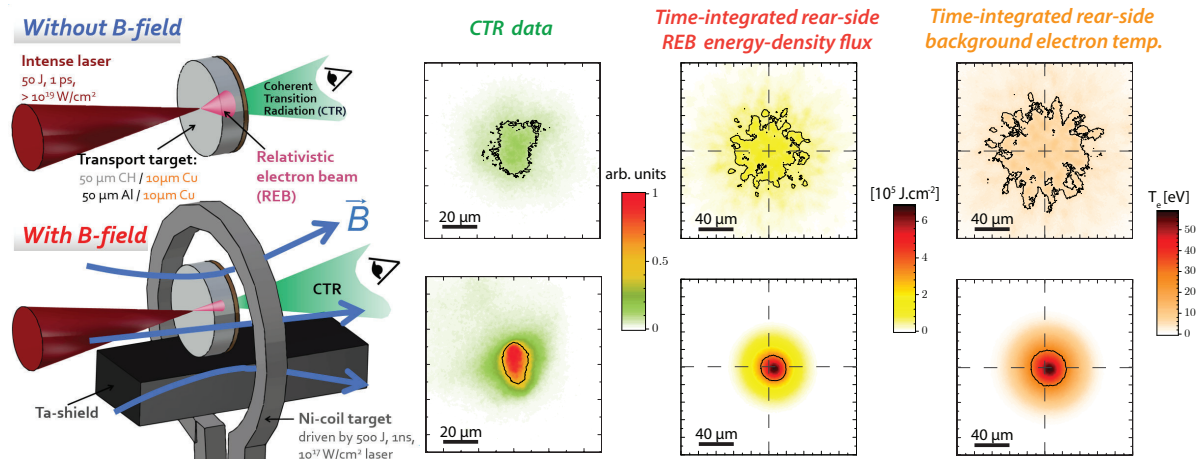 Without B-field
Intense laser
50 J, 1 ps,
> 10¹⁹ W/cm²
Coherent
Transition
Radiation (CTR)
Transport target:
50 µm CH / 10µm Cu
50 µm Al / 10µm Cu
Relativistic
electron beam
(REB)
With B-field
B
CTR
Ta-shield
Ni-coil target
driven by 500 J, 1ns,
10¹⁷ W/cm² laser
CTR data
20 µm
arb. units
1
0.5
0
20 µm
Time-integrated rear-side
REB energy-density flux
40 µm
[10⁵ J.cm⁻²]
6
4
2
0
40 µm
Time-integrated rear-side
background electron temp.
40 µm
Tₑ [eV]
50
40
30
20
10
0
40 µm